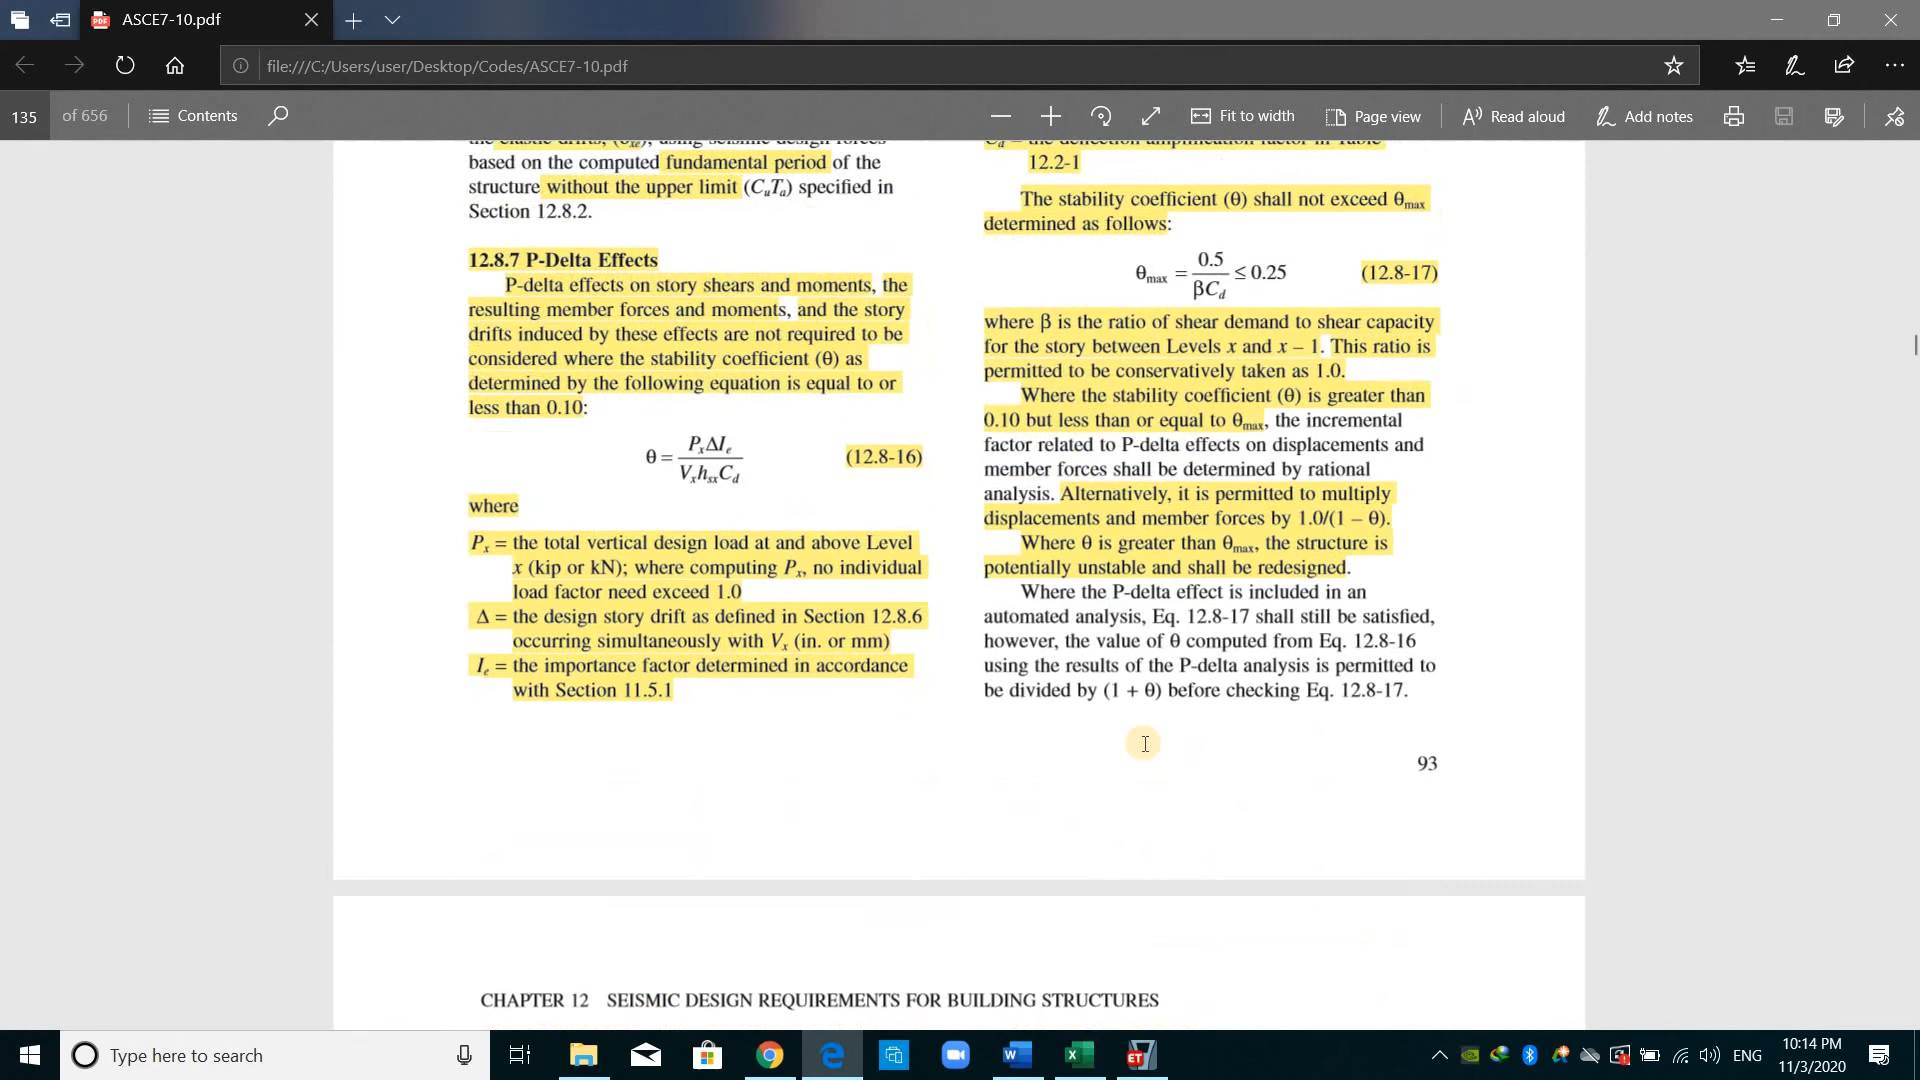 ASCE7-10.pdf
file:///C:/Users/user/Desktop/Codes/ASCE7-10.pdf
135 of 656 Contents Fit to width Page view Read aloud Add notes
based on the computed fundamental period of the
structure without the upper limit (CuTa) specified in
Section 12.8.2.
12.8.7 P-Delta Effects
P-delta effects on story shears and moments, the
resulting member forces and moments, and the story
drifts induced by these effects are not required to be
considered where the stability coefficient (θ) as
determined by the following equation is equal to or
less than 0.10:
θ = PxΔIe / VxhsxCd (12.8-16)
where
Px = the total vertical design load at and above Level
x (kip or kN); where computing Px, no individual
load factor need exceed 1.0
Δ = the design story drift as defined in Section 12.8.6
occurring simultaneously with Vx (in. or mm)
Ie = the importance factor determined in accordance
with Section 11.5.1
Cd = the deflection amplification factor in Table
12.2-1
The stability coefficient (θ) shall not exceed θmax
determined as follows:
θmax = 0.5 / βCd ≤ 0.25 (12.8-17)
where β is the ratio of shear demand to shear capacity
for the story between Levels x and x – 1. This ratio is
permitted to be conservatively taken as 1.0.
Where the stability coefficient (θ) is greater than
0.10 but less than or equal to θmax, the incremental
factor related to P-delta effects on displacements and
member forces shall be determined by rational
analysis. Alternatively, it is permitted to multiply
displacements and member forces by 1.0/(1 – θ).
Where θ is greater than θmax, the structure is
potentially unstable and shall be redesigned.
Where the P-delta effect is included in an
automated analysis, Eq. 12.8-17 shall still be satisfied,
however, the value of θ computed from Eq. 12.8-16
using the results of the P-delta analysis is permitted to
be divided by (1 + θ) before checking Eq. 12.8-17.
93
CHAPTER 12 SEISMIC DESIGN REQUIREMENTS FOR BUILDING STRUCTURES
Type here to search
ENG
10:14 PM
11/3/2020